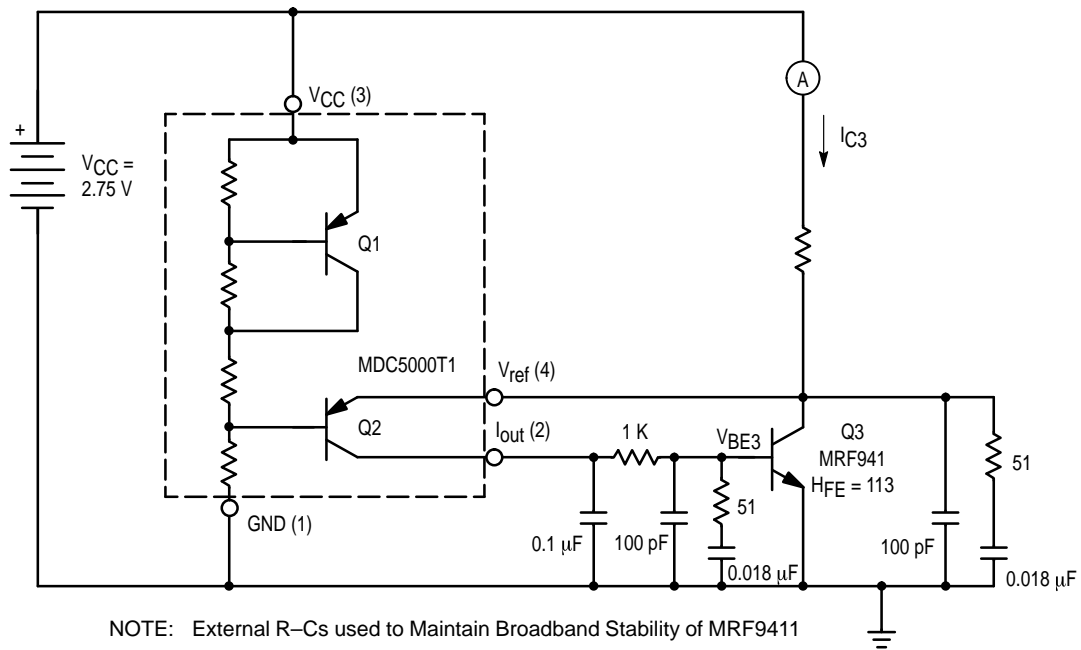 A
VCC (3)
IC3
+
VCC =
2.75 V
Q1
MDC5000T1
Vref (4)
Q2
Iout (2)
1 K
VBE3
Q3
MRF941
HFE = 113
51
51
GND (1)
0.1 μF
100 pF
0.018 μF
100 pF
0.018 μF
NOTE: External R–Cs used to Maintain Broadband Stability of MRF9411